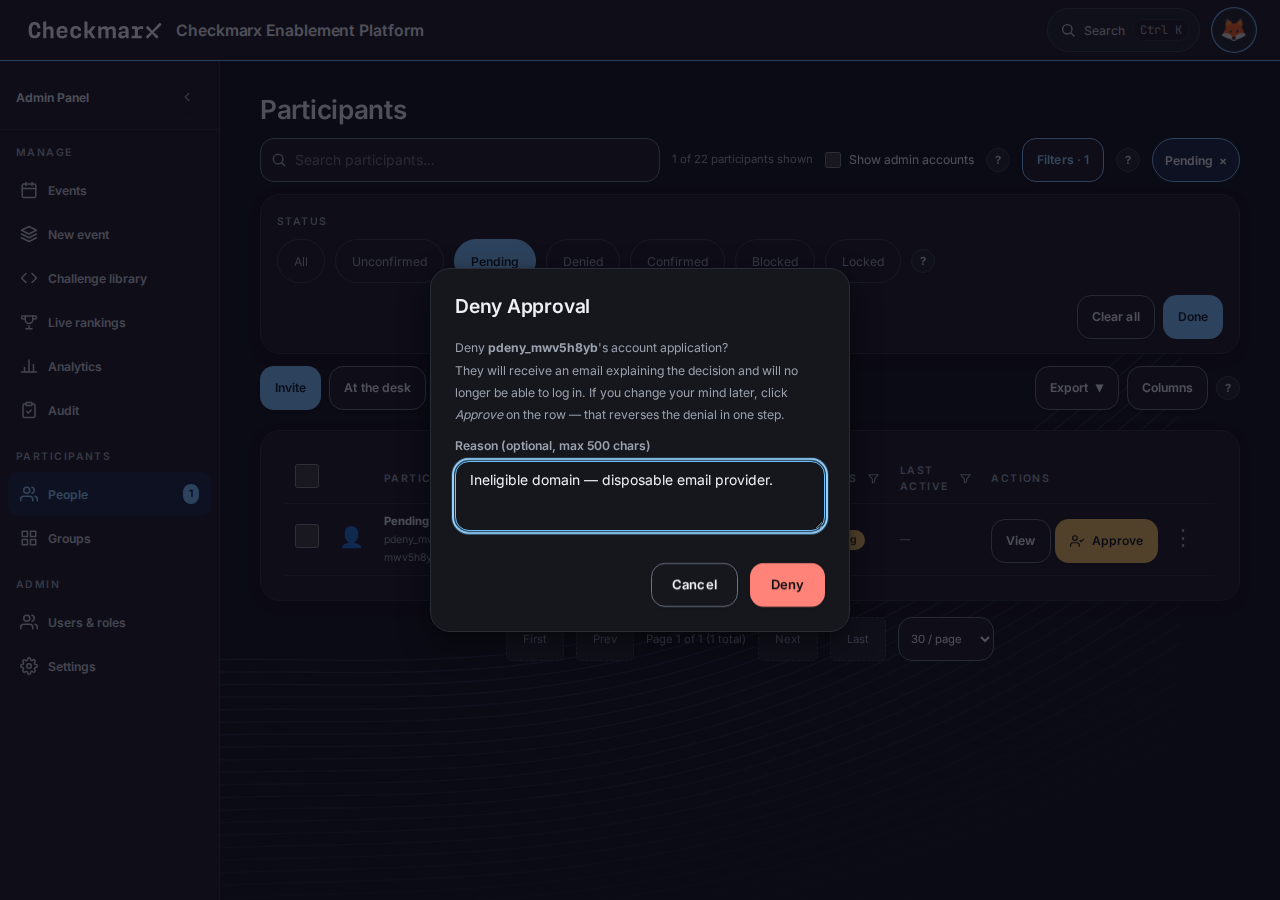 Checkmarx Checkmarx Enablement Platform
Search Ctrl K
Admin Panel
MANAGE
Events
New event
Challenge library
Live rankings
Analytics
Audit
PARTICIPANTS
People 1
Groups
ADMIN
Users & roles
Settings
Participants
Search participants...
1 of 22 participants shown
Show admin accounts ?
Filters · 1 ?
Pending ×
STATUS
All Unconfirmed Pending Denied Confirmed Blocked Locked ?
Clear all Done
Invite At the desk
Export ▼ Columns ?
LAST
ACTIVE
ACTIONS
Pending
mwv5h8y
—
View Approve
First Prev Page 1 of 1 (1 total) Next Last 30 / page
Deny Approval
Deny pdeny_mwv5h8yb's account application?
They will receive an email explaining the decision and will no
longer be able to log in. If you change your mind later, click
Approve on the row — that reverses the denial in one step.
Reason (optional, max 500 chars)
Ineligible domain — disposable email provider.
Cancel Deny